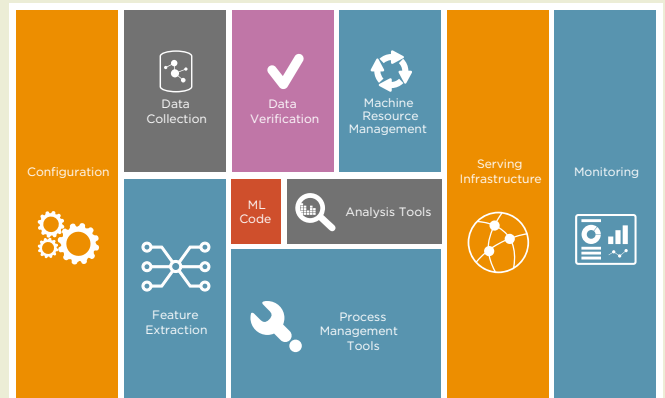 Configuration
Data
Collection
Data
Verification
Machine
Resource
Management
Serving
Infrastructure
Monitoring
ML
Code
Analysis Tools
Feature
Extraction
Process
Management
Tools